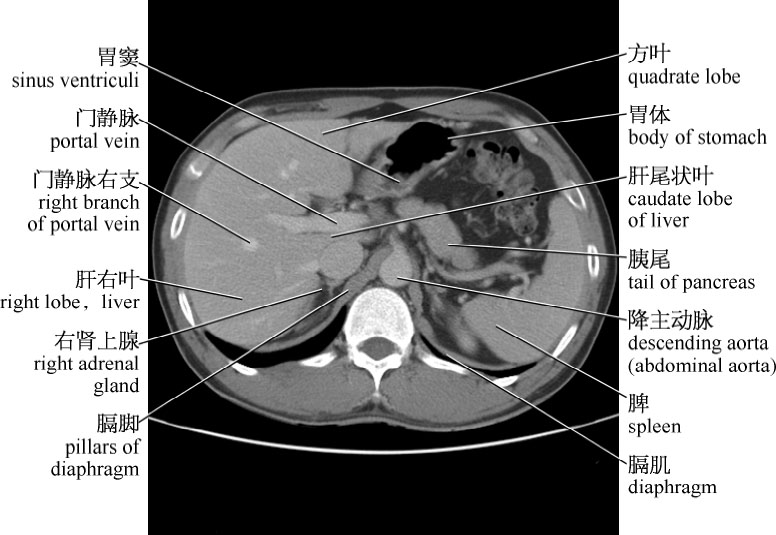 胃窦
sinus ventriculi
门静脉
portal vein
门静脉右支
right branch
of portal vein
肝右叶
right lobe, liver
右肾上腺
right adrenal
gland
膈脚
pillars of
diaphragm
方叶
quadrate lobe
胃体
body of stomach
肝尾状叶
caudate lobe
of liver
胰尾
tail of pancreas
降主动脉
descending aorta
(abdominal aorta)
脾
spleen
膈肌
diaphragm